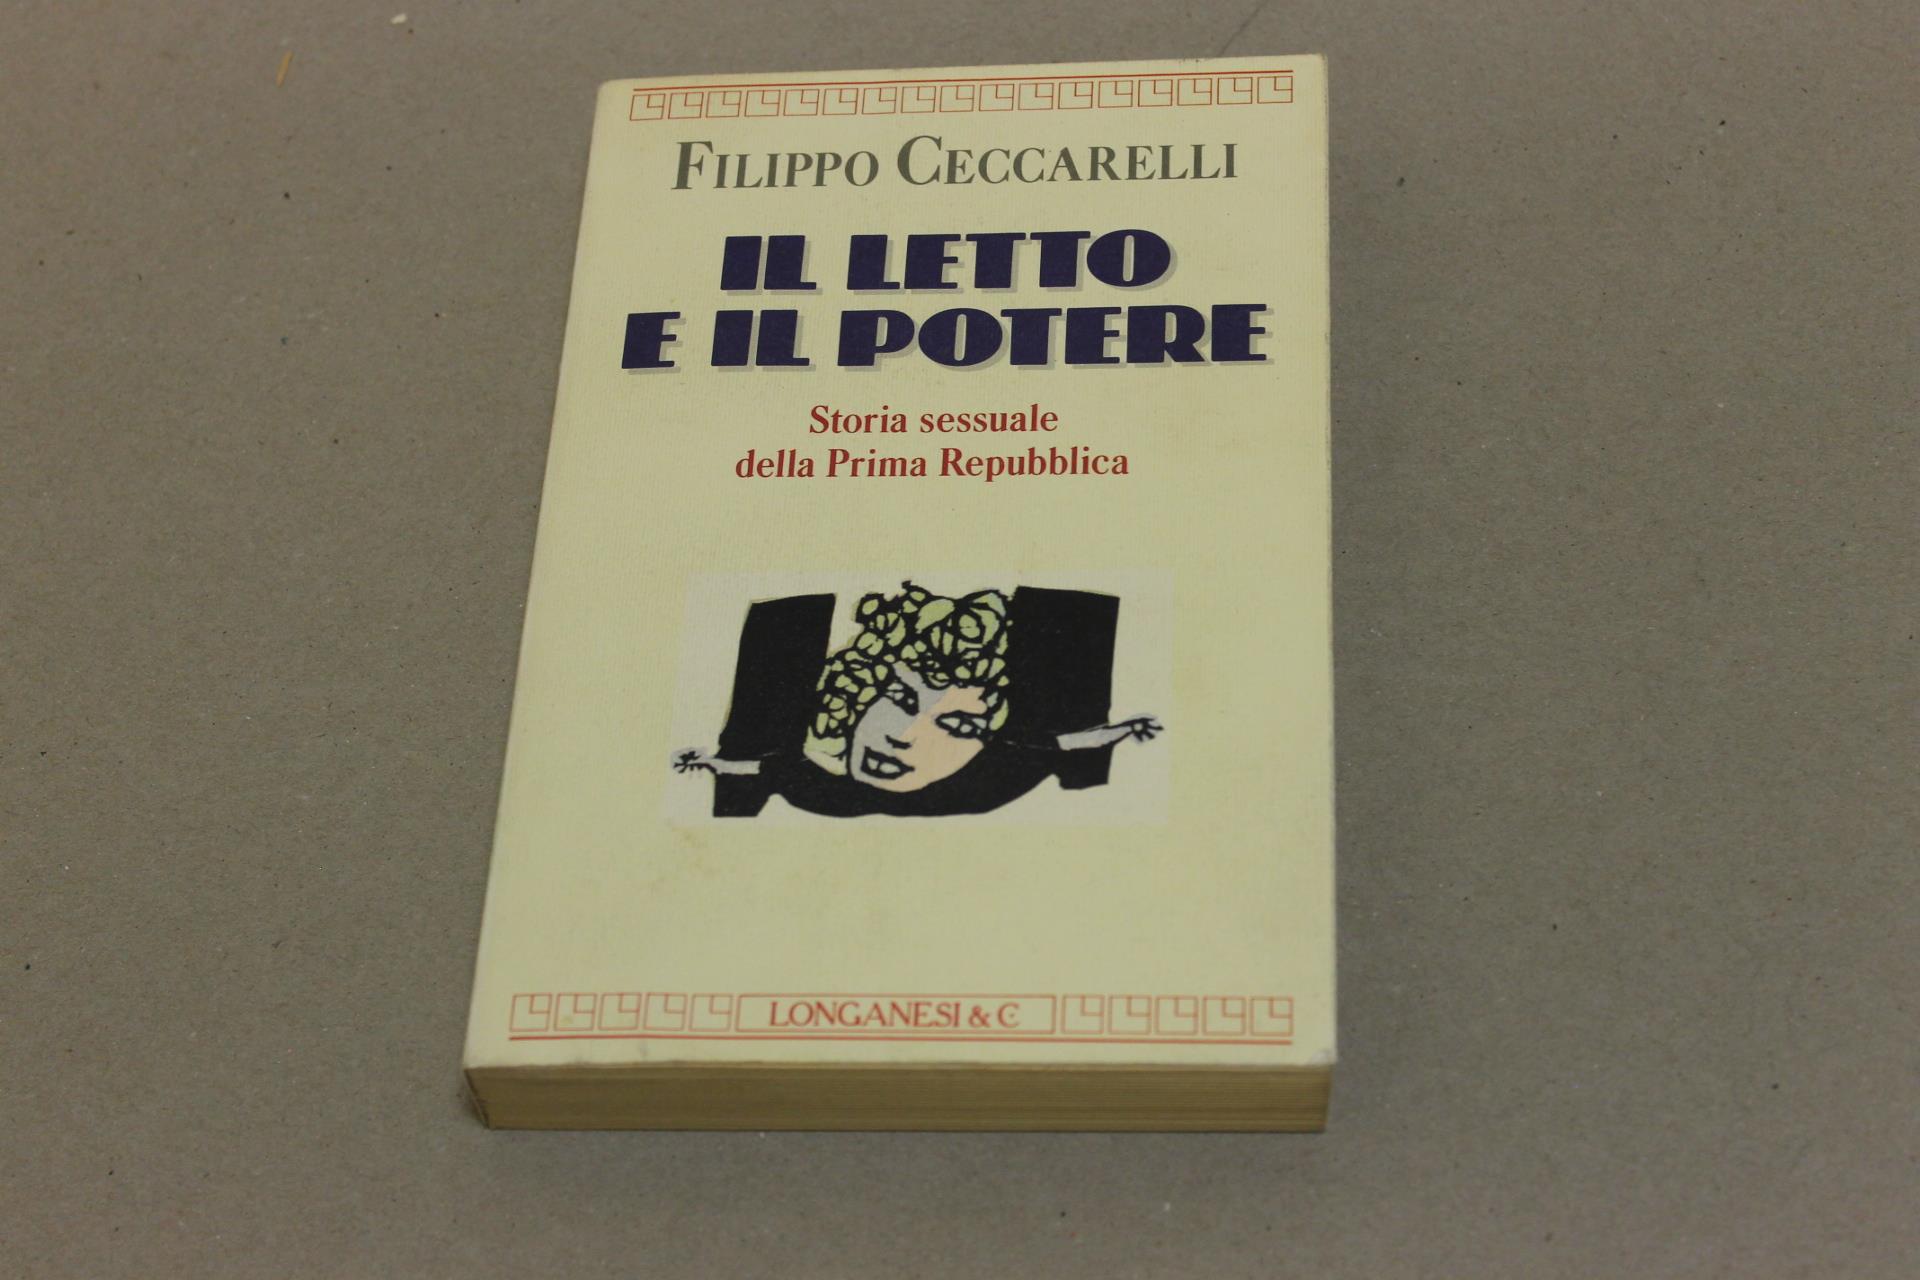 FILIPPO CECCARELLI
IL LETTO
E IL POTERE
Storia sessuale
della Prima Repubblica
LONGANESI & C.